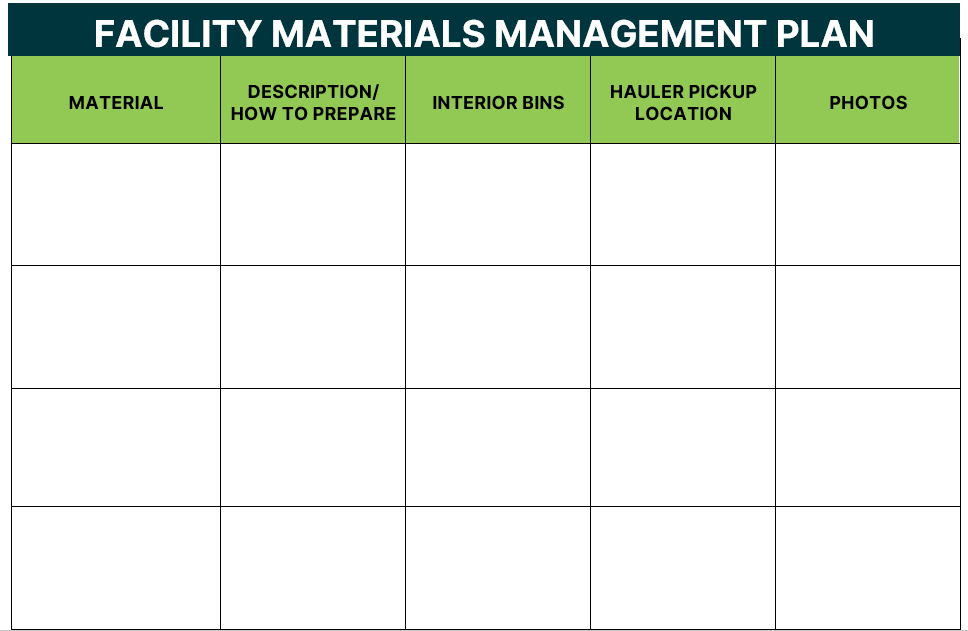 FACILITY MATERIALS MANAGEMENT PLAN
MATERIAL
DESCRIPTION/
HOW TO PREPARE
INTERIOR BINS
HAULER PICKUP
LOCATION
PHOTOS